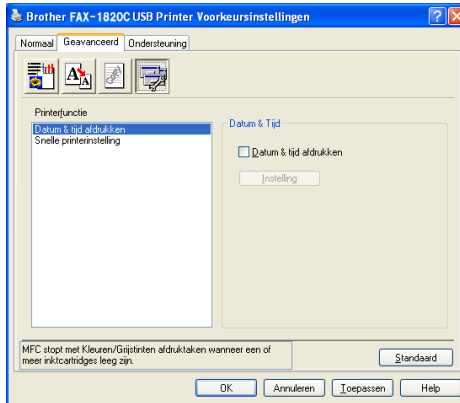 Brother FAX-1820C USB Printer Voorkeursinstellingen
Normaal Geavanceerd Ondersteuning
Printerfunctie
Datum & tijd afdrukken
Snelle printerinstelling
Datum & Tijd
Datum & tijd afdrukken
Instelling
MFC stopt met Kleuren/Grijstinten afdruktaken wanneer een of
meer inktcartridges leeg zijn.
Standaard
OK Annuleren Toepassen Help